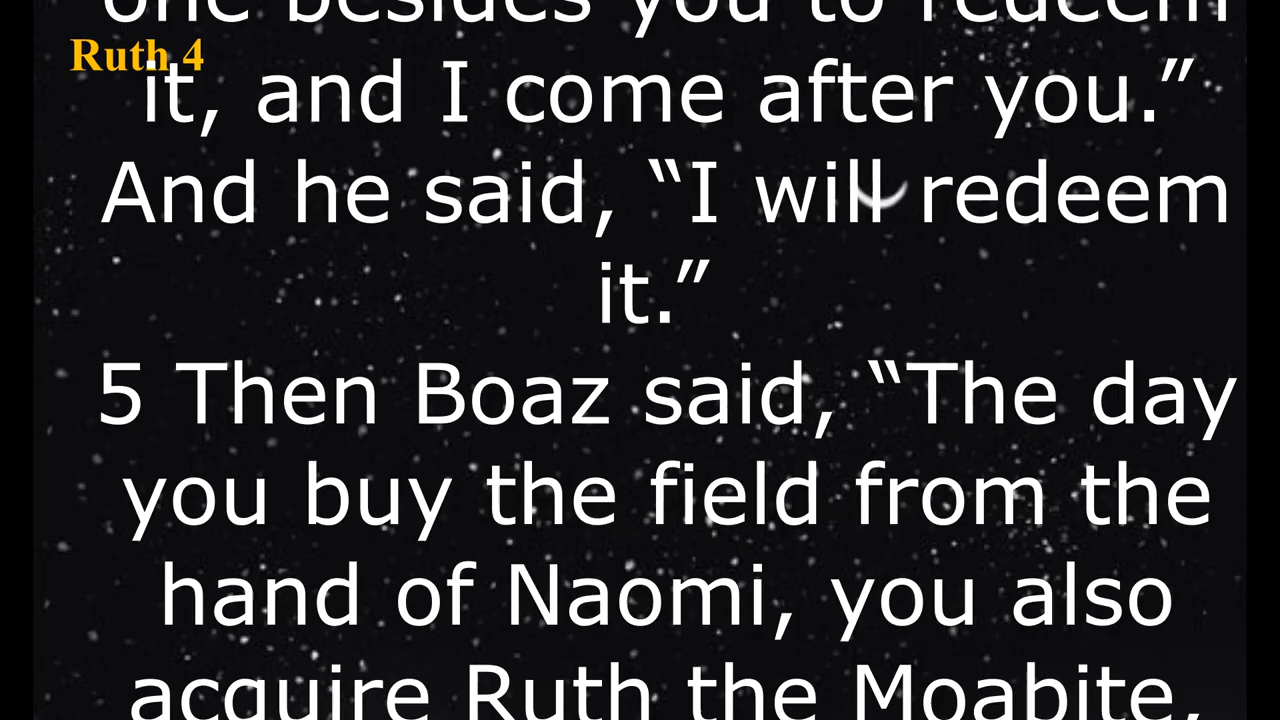 one besides you to redeem
Ruth 4
it, and I come after you.”
And he said, “I will redeem
it.”
5 Then Boaz said, “The day
you buy the field from the
hand of Naomi, you also
acquire Ruth the Moabite,